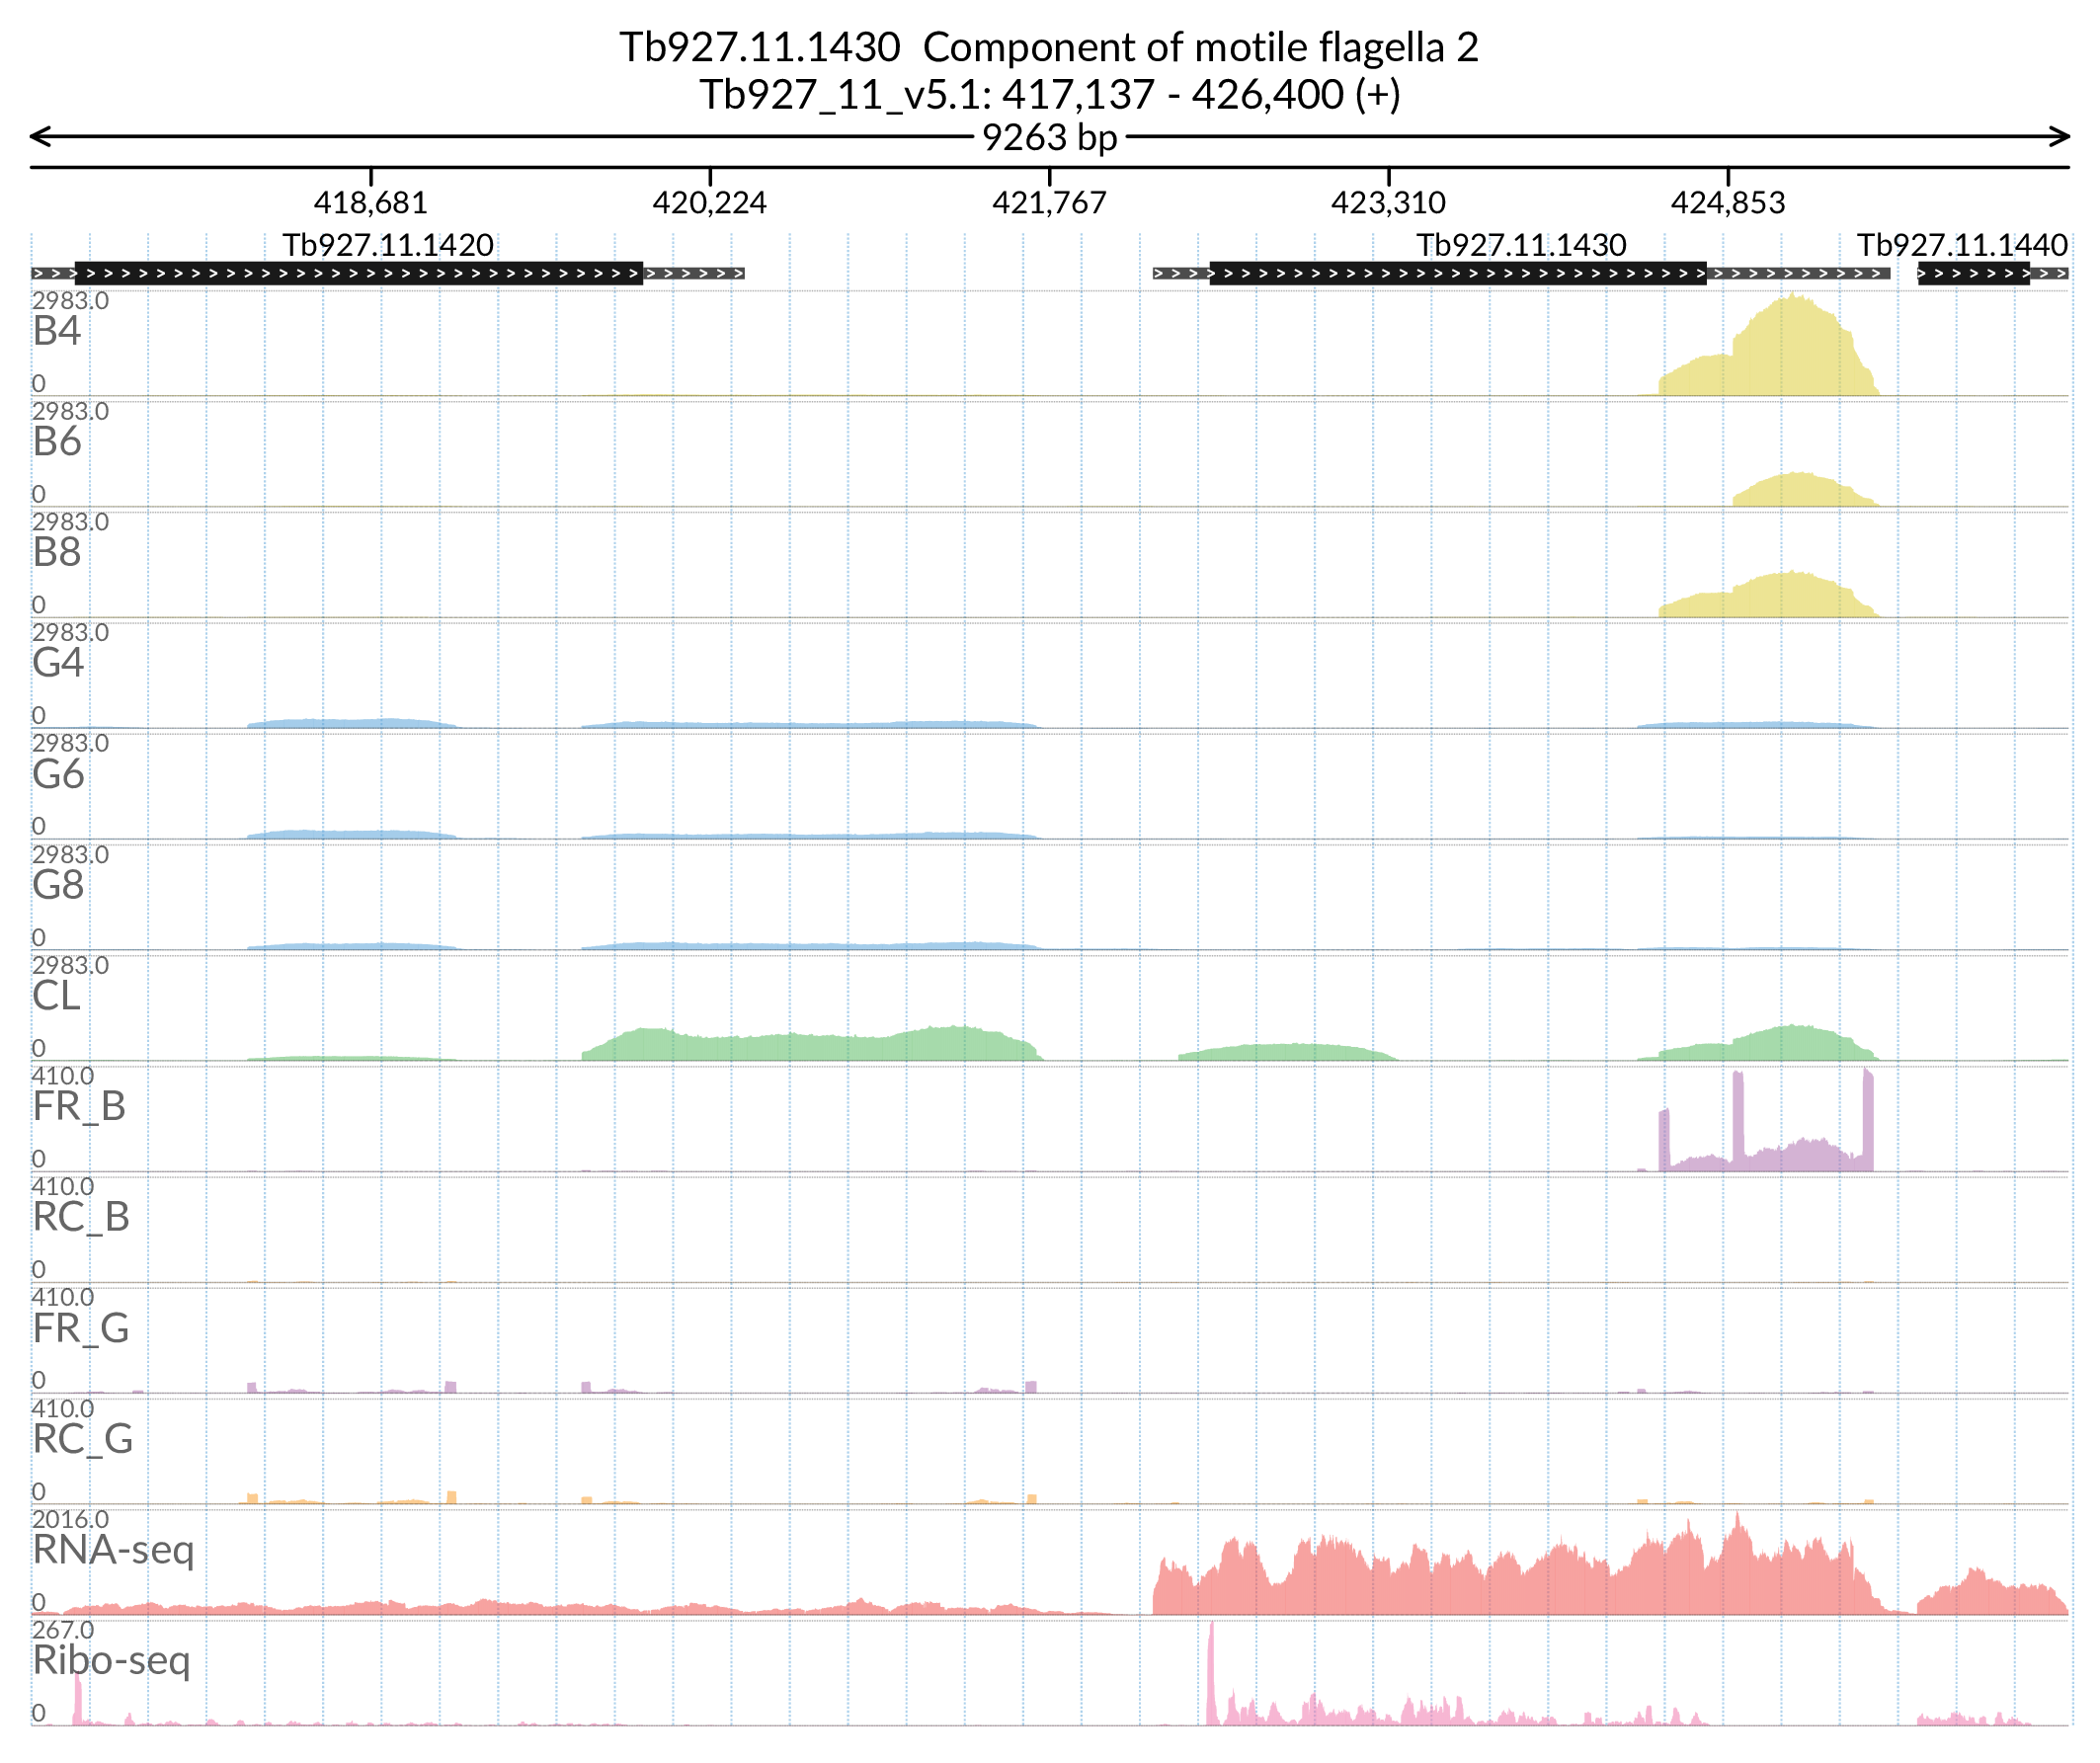 Tb927.11.1430  Component of motile flagella 2
Tb927_11_v5.1: 417,137 - 426,400 (+)
9263 bp
418,681 420,224 421,767 423,310 424,853
Tb927.11.1420 Tb927.11.1430 Tb927.11.1440
2983.0
B4
0
2983.0
B6
0
2983.0
B8
0
2983.0
G4
0
2983.0
G6
0
2983.0
G8
0
2983.0
CL
0
410.0
FR_B
0
410.0
RC_B
0
410.0
FR_G
0
410.0
RC_G
0
2016.0
RNA-seq
0
267.0
Ribo-seq
0